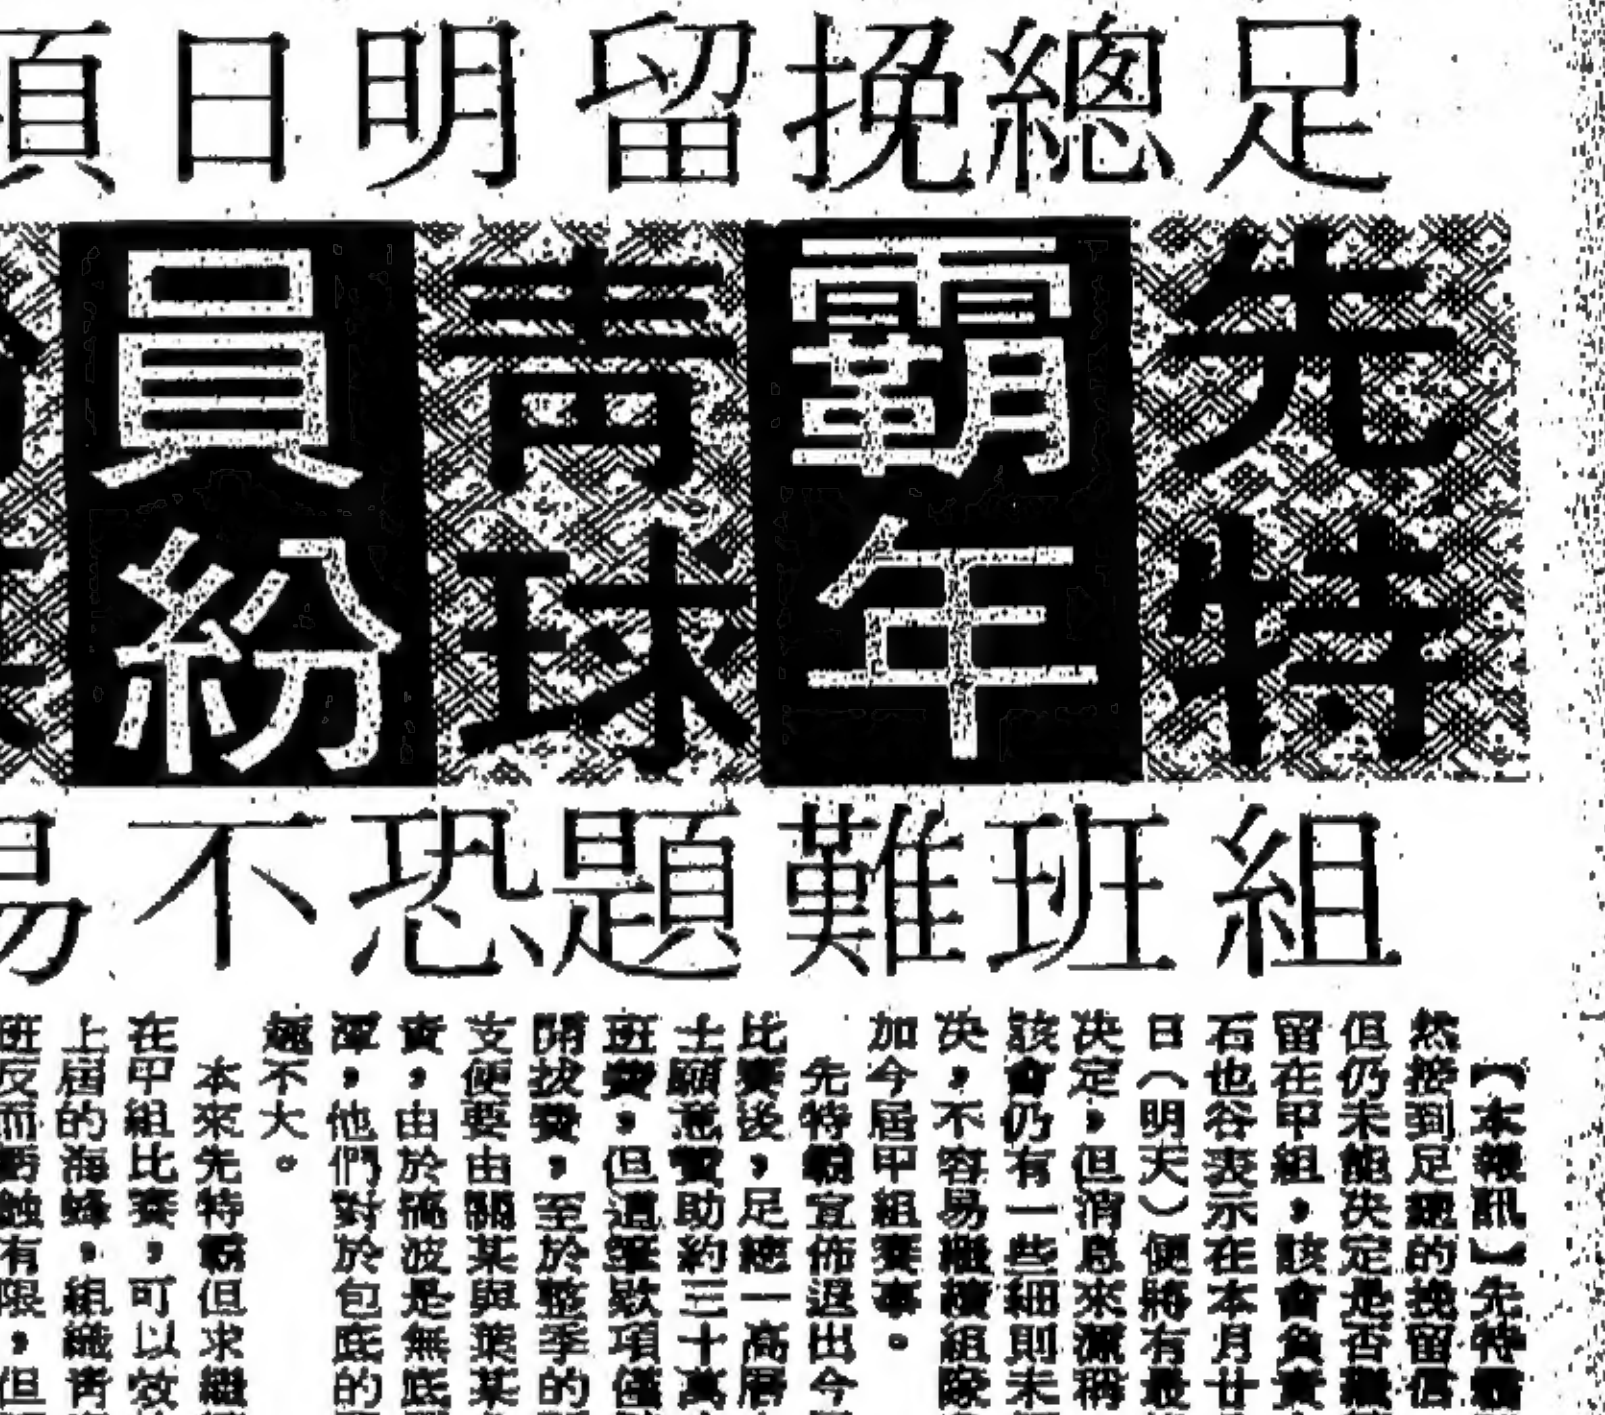 足總挽留明日須
先特
霸年
青球
員紛
組班難題恐不易
【本報訊】先特霸
然接到足總的挽留信
但仍未能決定是否繼
留在甲組，該會負責
石也谷表示在本月廿
日（明天）便將有最
決定，但消息來源稱
該會仍有一些細則未
決，不容易繼續組隊
加今屆甲組賽事。
先特霸宣佈退出今
比賽後，足總一高層
士願意贊助約三十萬
班費，但這筆欵項僅
開拔費，至於整季的
支便要由關某與葉某
責，由於搞波是無底
潭，他們對於包底的
趣不大。
本來先特霸但求繼
在甲組比賽，可以效
上屆的海蜂，組織青
班反而虧蝕有限，但